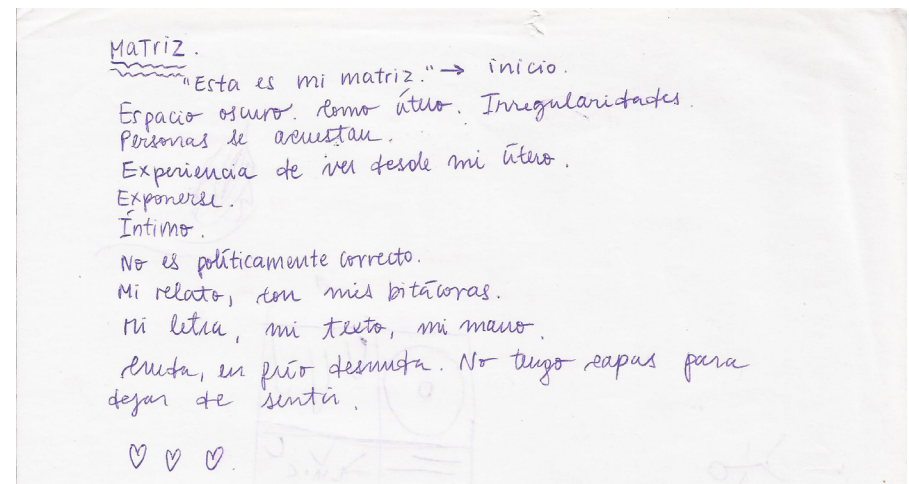 Matriz.
"Esta es mi matriz." → inicio.
Espacio oscuro. Como útero. Irregularidades.
Personas se acuestan.
Experiencia de ver desde mi útero.
Exponerse.
Íntimo.
No es políticamente correcto.
Mi relato, con mis bitácoras.
Mi letra, mi texto, mi mano.
Cruda, en frío desnuda. No tengo capas para
dejar de sentir.
♡ ♡ ♡.